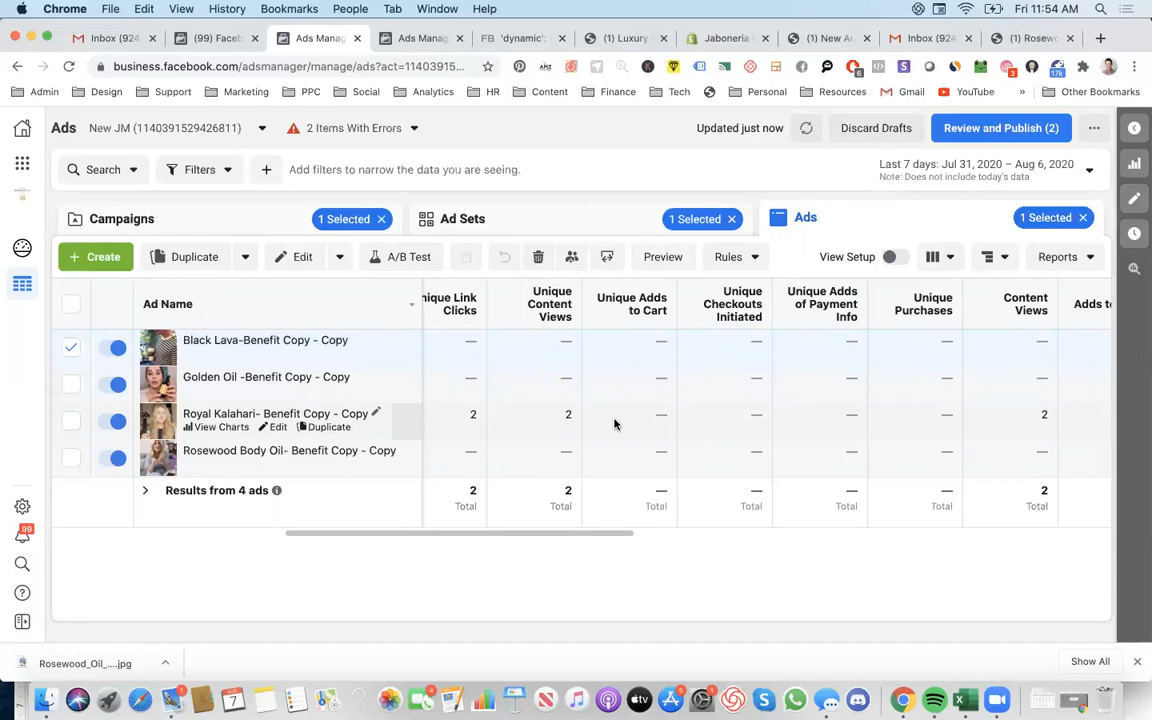 Chrome File Edit View History Bookmarks People Tab Window Help Fri 11:54 AM
Inbox (924 (99) Faceb Ads Manag Ads Manag FB 'dynamic's (1) Luxury Jaboneria (1) New Ar Inbox (924 (1) Rosew
business.facebook.com/adsmanager/manage/ads?act=11403915...
6 3 17k
Admin Design Support Marketing PPC Social Analytics HR Content Finance Tech Personal Resources Gmail YouTube » Other Bookmarks
Ads New JM (1140391529426811) 2 Items With Errors Updated just now Discard Drafts Review and Publish (2)
Search Filters Add filters to narrow the data you are seeing. Last 7 days: Jul 31, 2020 – Aug 6, 2020
Note: Does not include today's data
Campaigns 1 Selected Ad Sets 1 Selected Ads 1 Selected
+ Create Duplicate Edit A/B Test Preview Rules View Setup Reports
Ad Name
nique Link Clicks
Unique Content Views
Unique Adds to Cart
Unique Checkouts Initiated
Unique Adds of Payment Info
Unique Purchases
Content Views
Adds to
Black Lava-Benefit Copy - Copy — — — — — — —
Golden Oil -Benefit Copy - Copy — — — — — — —
Royal Kalahari- Benefit Copy - Copy 2 2 — — — — 2
View Charts Edit Duplicate
Rosewood Body Oil- Benefit Copy - Copy — — — — — — —
Results from 4 ads 2 2 — — — — 2
Total Total Total Total Total Total Total
99
Rosewood_Oil_....jpg Show All